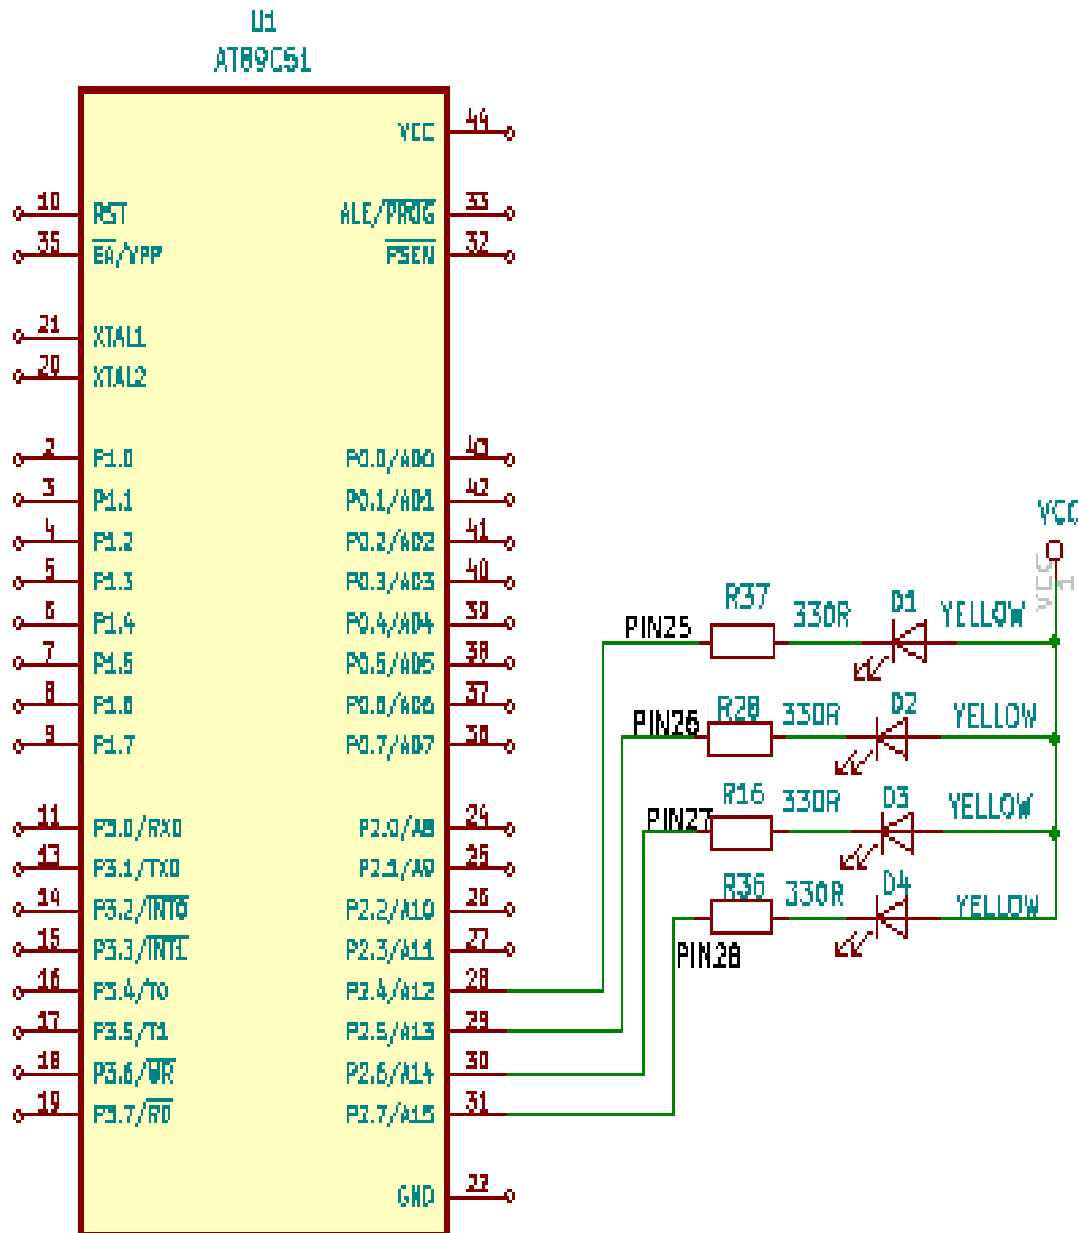 U1
AT89C51
VCC 44
10 RST
ALE/PROG 33
35 EA/VPP
PSEN 32
21 XTAL1
20 XTAL2
2 P1.0
P0.0/AD0 43
3 P1.1
P0.1/AD1 42
4 P1.2
P0.2/AD2 41
5 P1.3
P0.3/AD3 40
6 P1.4
P0.4/AD4 39
7 P1.5
P0.5/AD5 38
8 P1.6
P0.6/AD6 37
9 P1.7
P0.7/AD7 36
11 P3.0/RXD
P2.0/A8 24
13 P3.1/TXD
P2.1/A9 25
14 P3.2/INT0
P2.2/A10 26
15 P3.3/INT1
P2.3/A11 27
16 P3.4/T0
P2.4/A12 28
17 P3.5/T1
P2.5/A13 29
18 P3.6/WR
P2.6/A14 30
19 P3.7/RD
P2.7/A15 31
GND 22
VCC
VCC
1
PIN25 R37 330R D1 YELLOW
PIN26 R28 330R D2 YELLOW
PIN27 R16 330R D3 YELLOW
PIN28 R36 330R D4 YELLOW